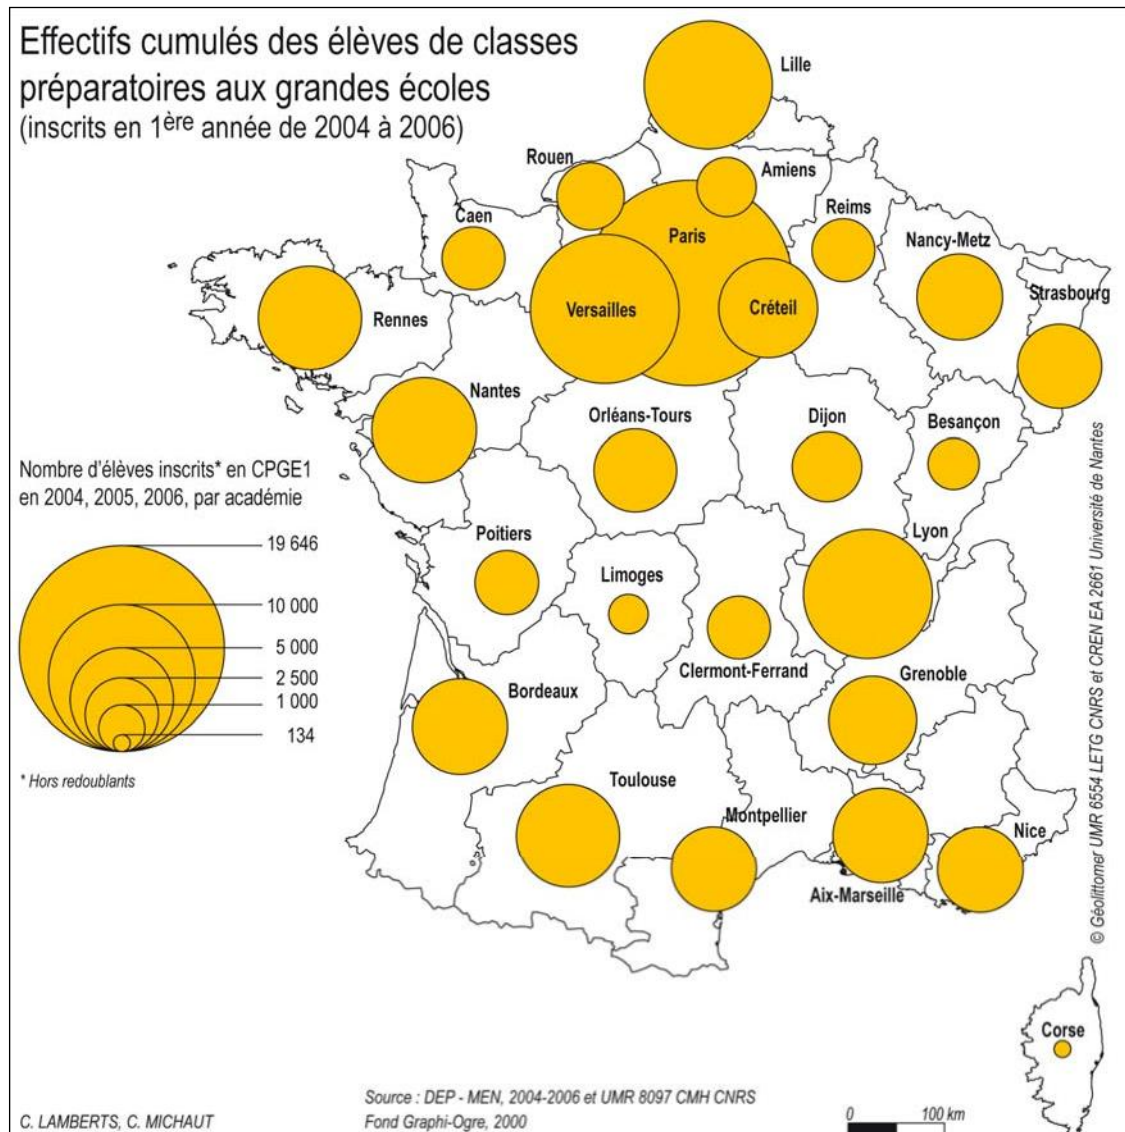 Effectifs cumulés des élèves de classes
préparatoires aux grandes écoles
(inscrits en 1ère année de 2004 à 2006)
Lille
Rouen
Amiens
Caen
Paris
Reims
Nancy-Metz
Strasbourg
Versailles
Créteil
Rennes
Nantes
Orléans-Tours
Dijon
Besançon
Nombre d'élèves inscrits* en CPGE1
en 2004, 2005, 2006, par académie
19 646
10 000
5 000
2 500
1 000
134
* Hors redoublants
Poitiers
Limoges
Lyon
Clermont-Ferrand
Grenoble
Bordeaux
Toulouse
Montpellier
Nice
Aix-Marseille
Corse
© Géolittomer UMR 6554 LETG CNRS et CREN EA 2661 Université de Nantes
Source : DEP - MEN, 2004-2006 et UMR 8097 CMH CNRS
Fond Graphi-Ogre, 2000
C. LAMBERTS, C. MICHAUT
0 100 km